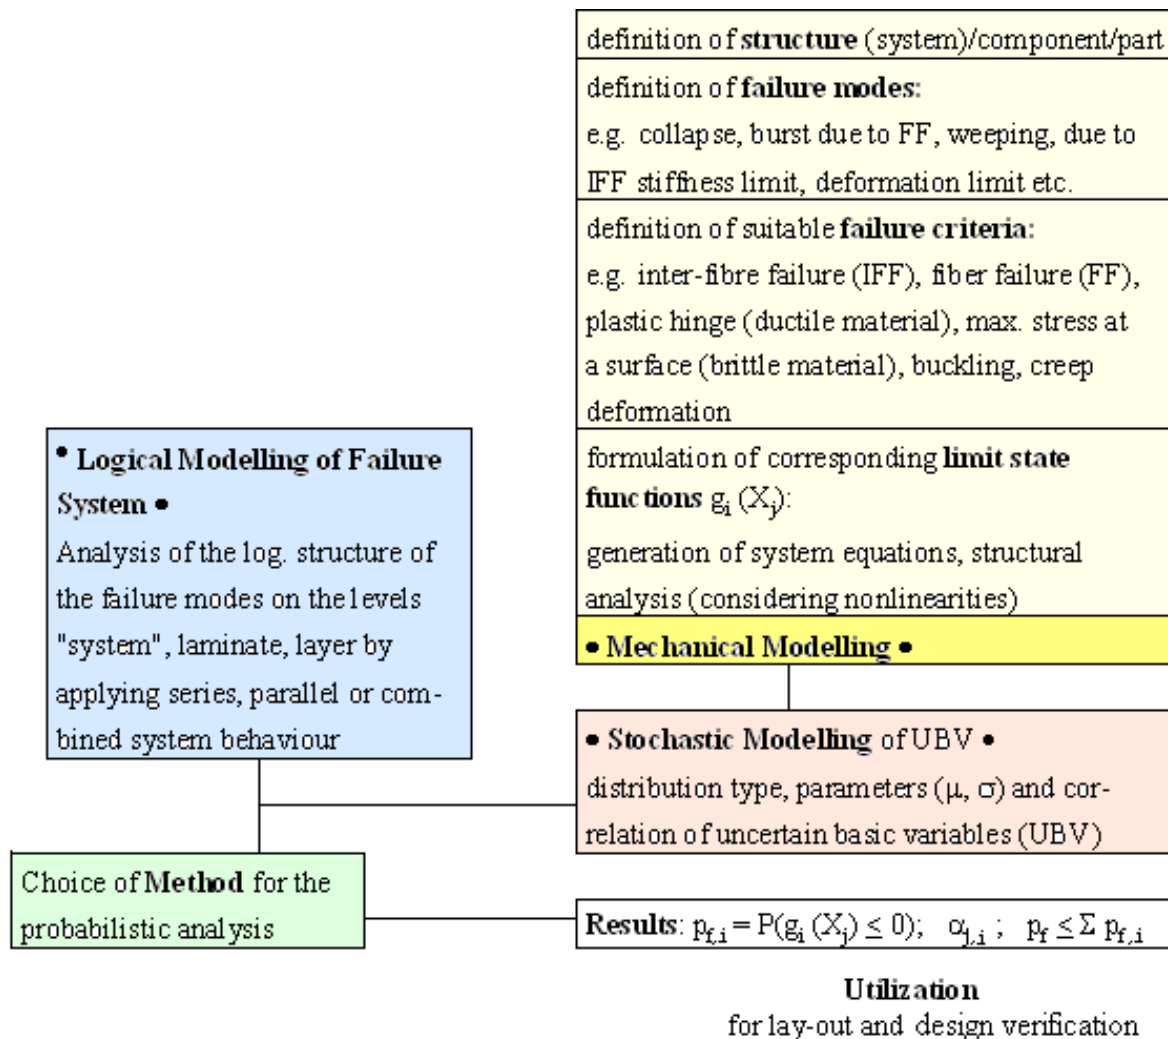 definition of structure (system)/component/part
definition of failure modes:
e.g. collapse, burst due to FF, weeping, due to
IFF stiffness limit, deformation limit etc.
definition of suitable failure criteria:
e.g. inter-fibre failure (IFF), fiber failure (FF),
plastic hinge (ductile material), max. stress at
a surface (brittle material), buckling, creep
deformation
formulation of corresponding limit state
functions gᵢ (Xⱼ):
generation of system equations, structural
analysis (considering nonlinearities)
• Mechanical Modelling •
• Logical Modelling of Failure
System •
Analysis of the log. structure of
the failure modes on the levels
"system", laminate, layer by
applying series, parallel or com-
bined system behaviour
• Stochastic Modelling of UBV •
distribution type, parameters (μ, σ) and cor-
relation of uncertain basic variables (UBV)
Choice of Method for the
probabilistic analysis
Results: p_f,i = P(gᵢ (Xⱼ) ≤ 0); α_j,i ; p_f ≤ Σ p_f,i
Utilization
for lay-out and design verification